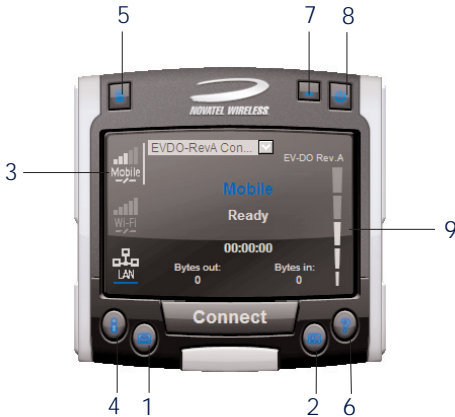 5
7
8
NOVATEL WIRELESS
EVDO-RevA Con...
EV-DO Rev.A
3
Mobile
Mobile
Ready
Wi-Fi
9
00:00:00
LAN
Bytes out:
Bytes in:
0
0
Connect
4
1
2
6